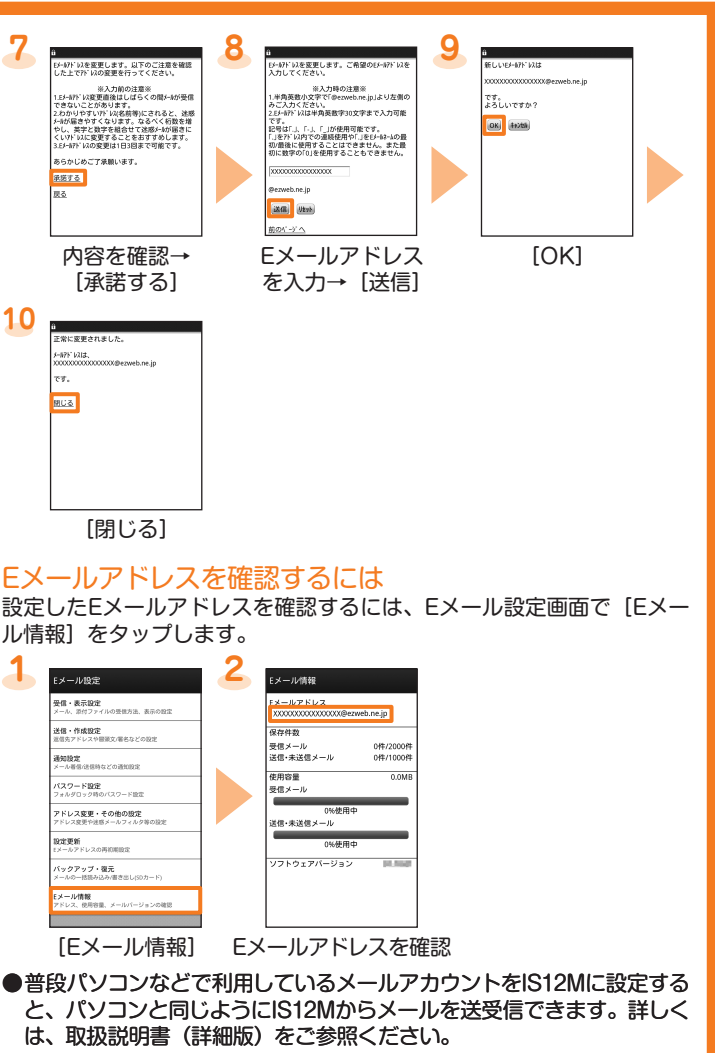 7
Eメールアドレスを変更します。以下のご注意を確認
した上でアドレスの変更を行ってください。
※入力前の注意※
1.Eメールアドレス変更直後はしばらくの間メールが受信
できないことがあります。
2.わかりやすいアドレス(名前等)にされると、迷惑
メールが届きやすくなります。なるべく桁数を増
やし、英字と数字を組合せて迷惑メールが届きに
くいアドレスに変更することをおすすめします。
3.Eメールアドレスの変更は1日3回まで可能です。
あらかじめご了承願います。
承諾する
戻る
内容を確認→
[承諾する]
8
Eメールアドレスを変更します。ご希望のEメールアドレスを
入力してください。
※入力時の注意※
1.半角英数小文字で｢@ezweb.ne.jp｣より左側の
みご入力ください。
2.Eメールアドレスは半角英数字30文字まで入力可能
です。
記号は｢.｣、｢-｣、｢_｣が使用可能です。
｢.｣をアドレス内での連続使用や｢.｣をEメールネームの最
初/最後に使用することはできません。また最
初に数字の｢0｣を使用することもできません。
XXXXXXXXXXXXXXXX
@ezweb.ne.jp
送信 リセット
前のページへ
Eメールアドレス
を入力→［送信］
9
新しいEメールアドレスは
XXXXXXXXXXXXXXXX@ezweb.ne.jp
です。
よろしいですか？
OK キャンセル
[OK]
10
正常に変更されました。
メールアドレスは、
XXXXXXXXXXXXXXXX@ezweb.ne.jp
です。
閉じる
[閉じる]
Eメールアドレスを確認するには
設定したEメールアドレスを確認するには、Eメール設定画面で［Eメー
ル情報］をタップします。
1
Eメール設定
受信・表示設定
メール、添付ファイルの受信方法、表示の設定
送信・作成設定
返信先アドレスや冒頭文/署名などの設定
通知設定
メール着信/送信時などの通知設定
パスワード設定
フォルダロック時のパスワード設定
アドレス変更・その他の設定
アドレス変更や迷惑メールフィルタ等の設定
設定更新
Eメールアドレスの再初期設定
バックアップ・復元
メールの一括読み込み/書き出し(SDカード)
Eメール情報
アドレス、使用容量、メールバージョンの確認
[Eメール情報]
2
Eメール情報
Eメールアドレス
XXXXXXXXXXXXXXXX@ezweb.ne.jp
保存件数
受信メール 0件/2000件
送信・未送信メール 0件/1000件
使用容量 0.0MB
受信メール
0%使用中
送信・未送信メール
0%使用中
ソフトウェアバージョン
Eメールアドレスを確認
●普段パソコンなどで利用しているメールアカウントをIS12Mに設定する
と、パソコンと同じようにIS12Mからメールを送受信できます。詳しく
は、取扱説明書（詳細版）をご参照ください。